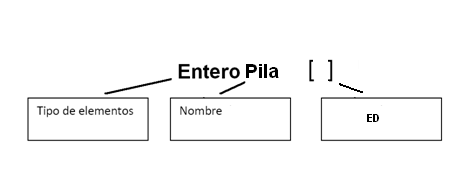 Entero Pila [ ]
Tipo de elementos
Nombre
ED